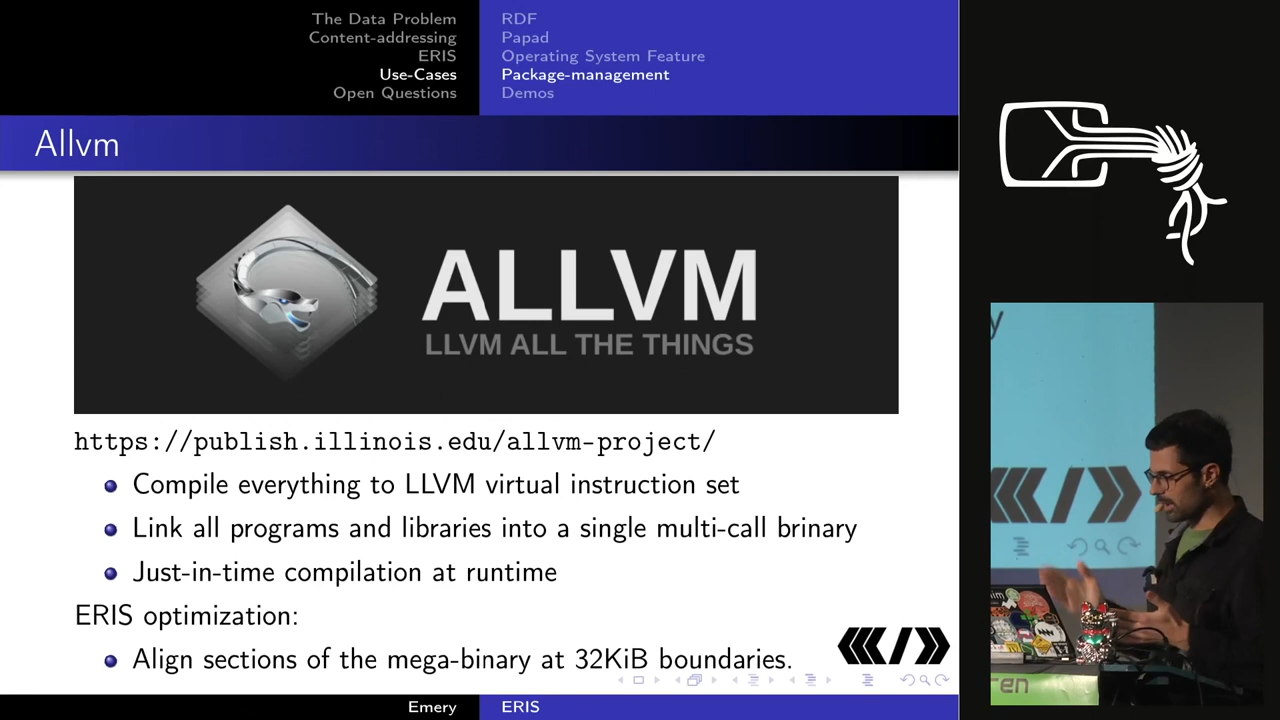 The Data Problem
Content-addressing
ERIS
Use-Cases
Open Questions
RDF
Papad
Operating System Feature
Package-management
Demos
Allvm
ALLVM
LLVM ALL THE THINGS
https://publish.illinois.edu/allvm-project/
Compile everything to LLVM virtual instruction set
Link all programs and libraries into a single multi-call brinary
Just-in-time compilation at runtime
ERIS optimization:
Align sections of the mega-binary at 32KiB boundaries.
Emery
ERIS